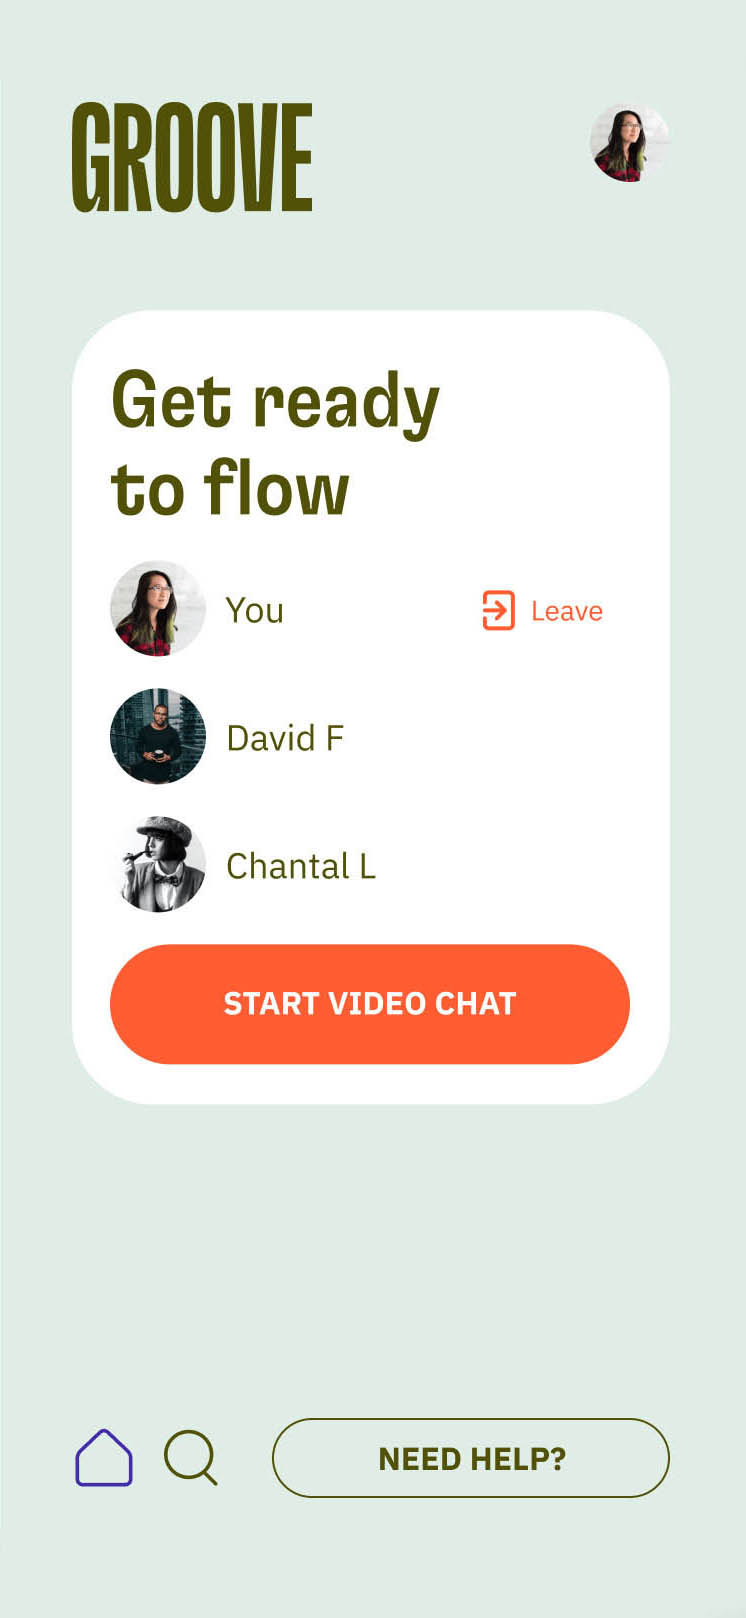 GROOVE
Get ready
to flow
You
Leave
David F
Chantal L
START VIDEO CHAT
NEED HELP?